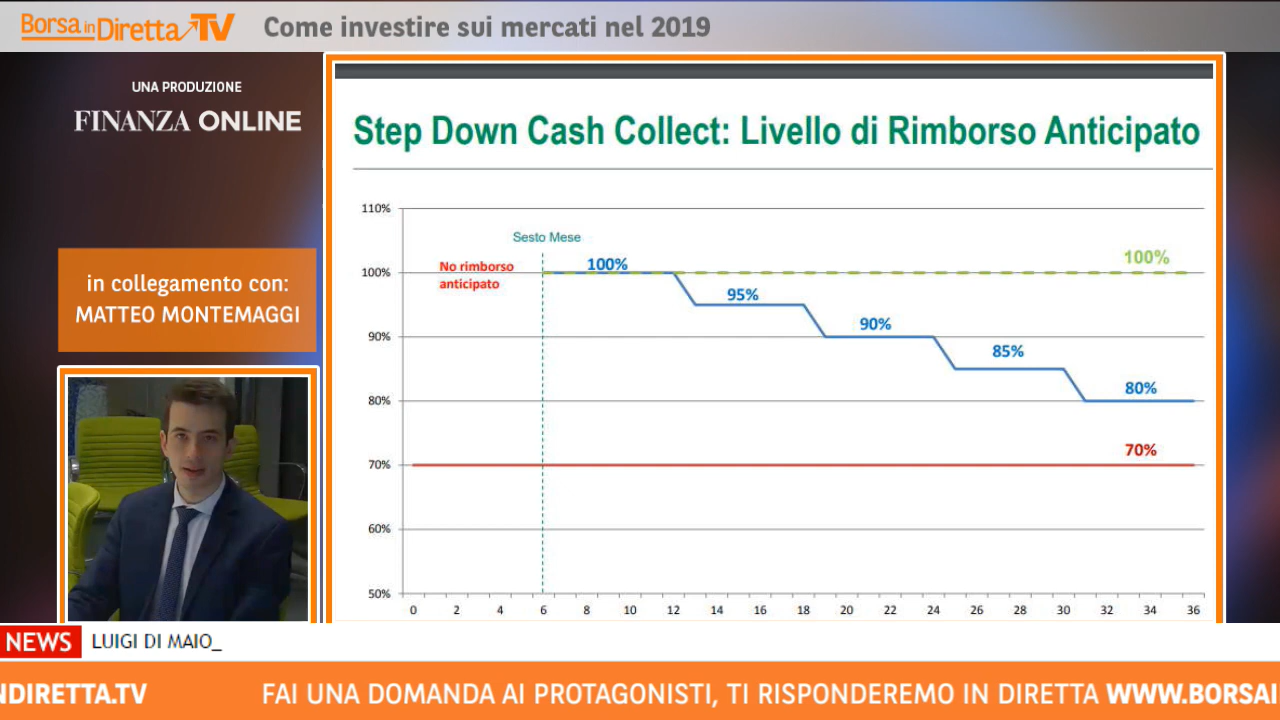 Borsa in Diretta TV
Come investire sui mercati nel 2019
UNA PRODUZIONE
FINANZA ONLINE
in collegamento con:
MATTEO MONTEMAGGI
Step Down Cash Collect: Livello di Rimborso Anticipato
110%
Sesto Mese
100%
No rimborso
anticipato
100%
100%
95%
90%
90%
85%
80%
80%
70%
70%
60%
50%
0 2 4 6 8 10 12 14 16 18 20 22 24 26 28 30 32 34 36
NEWS LUIGI DI MAIO_
NDIRETTA.TV FAI UNA DOMANDA AI PROTAGONISTI, TI RISPONDEREMO IN DIRETTA WWW.BORSAI